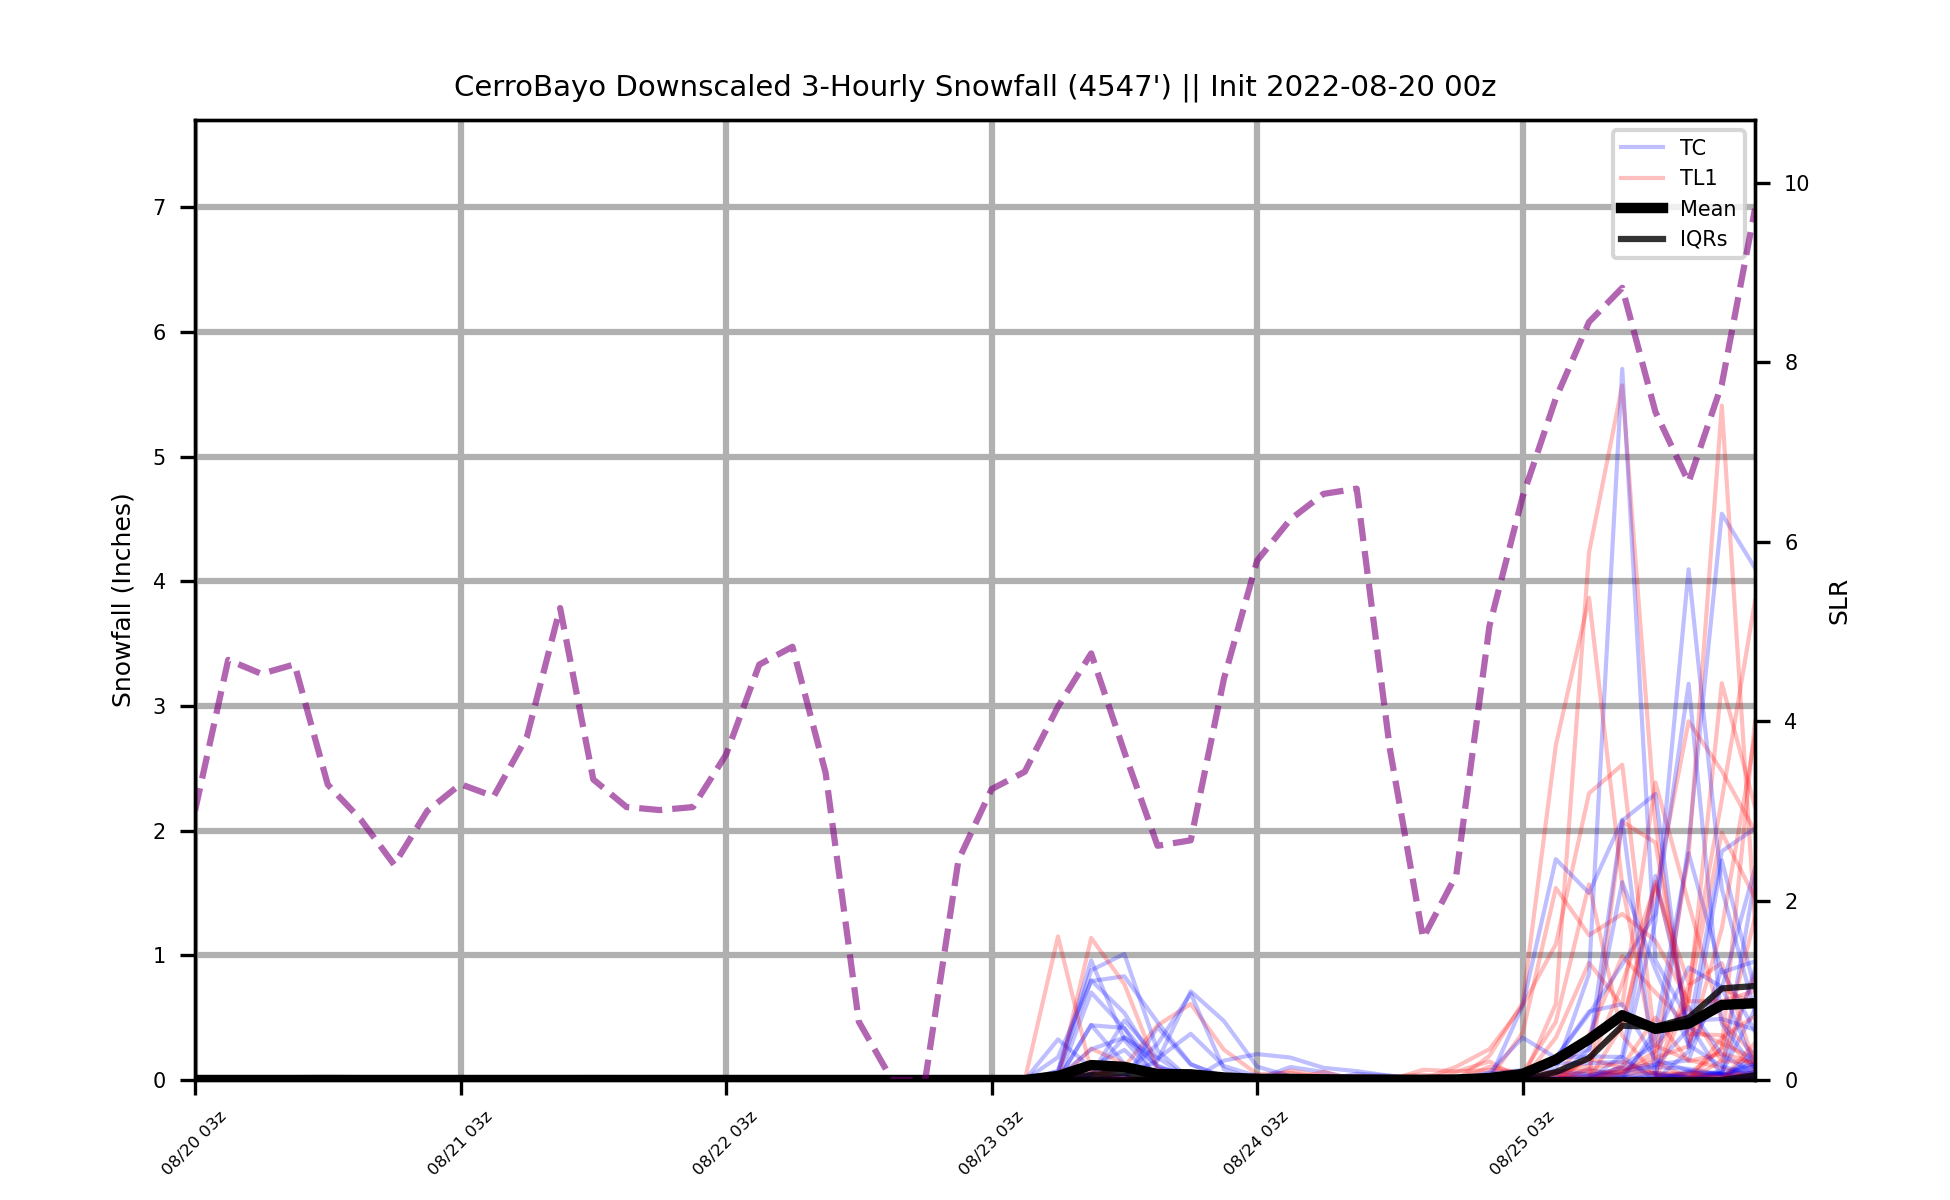 CerroBayo Downscaled 3-Hourly Snowfall (4547') || Init 2022-08-20 00z
TC
TL1
Mean
IQRs
7
6
5
4
3
2
1
0
Snowfall (Inches)
10
8
6
4
2
0
SLR
08/20 03z
08/21 03z
08/22 03z
08/23 03z
08/24 03z
08/25 03z